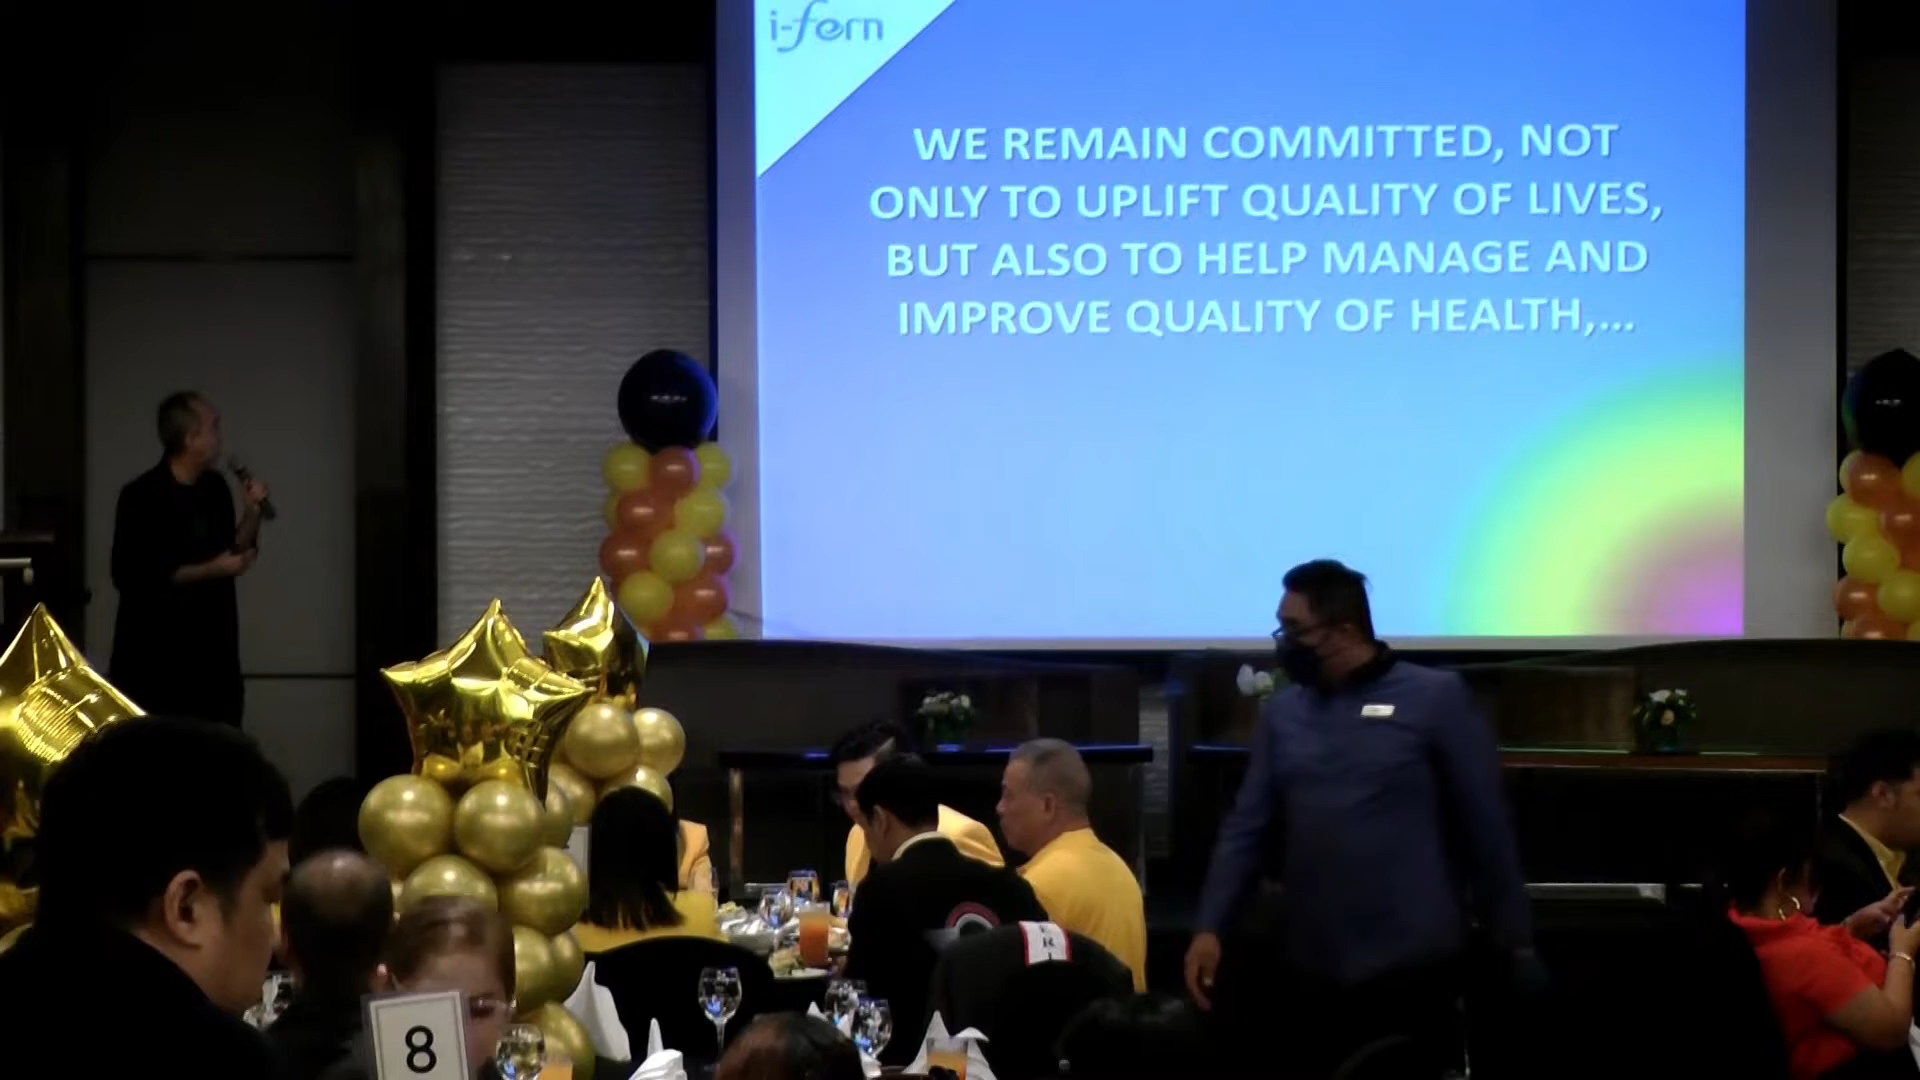 i-fern
WE REMAIN COMMITTED, NOT
ONLY TO UPLIFT QUALITY OF LIVES,
BUT ALSO TO HELP MANAGE AND
IMPROVE QUALITY OF HEALTH,...
8